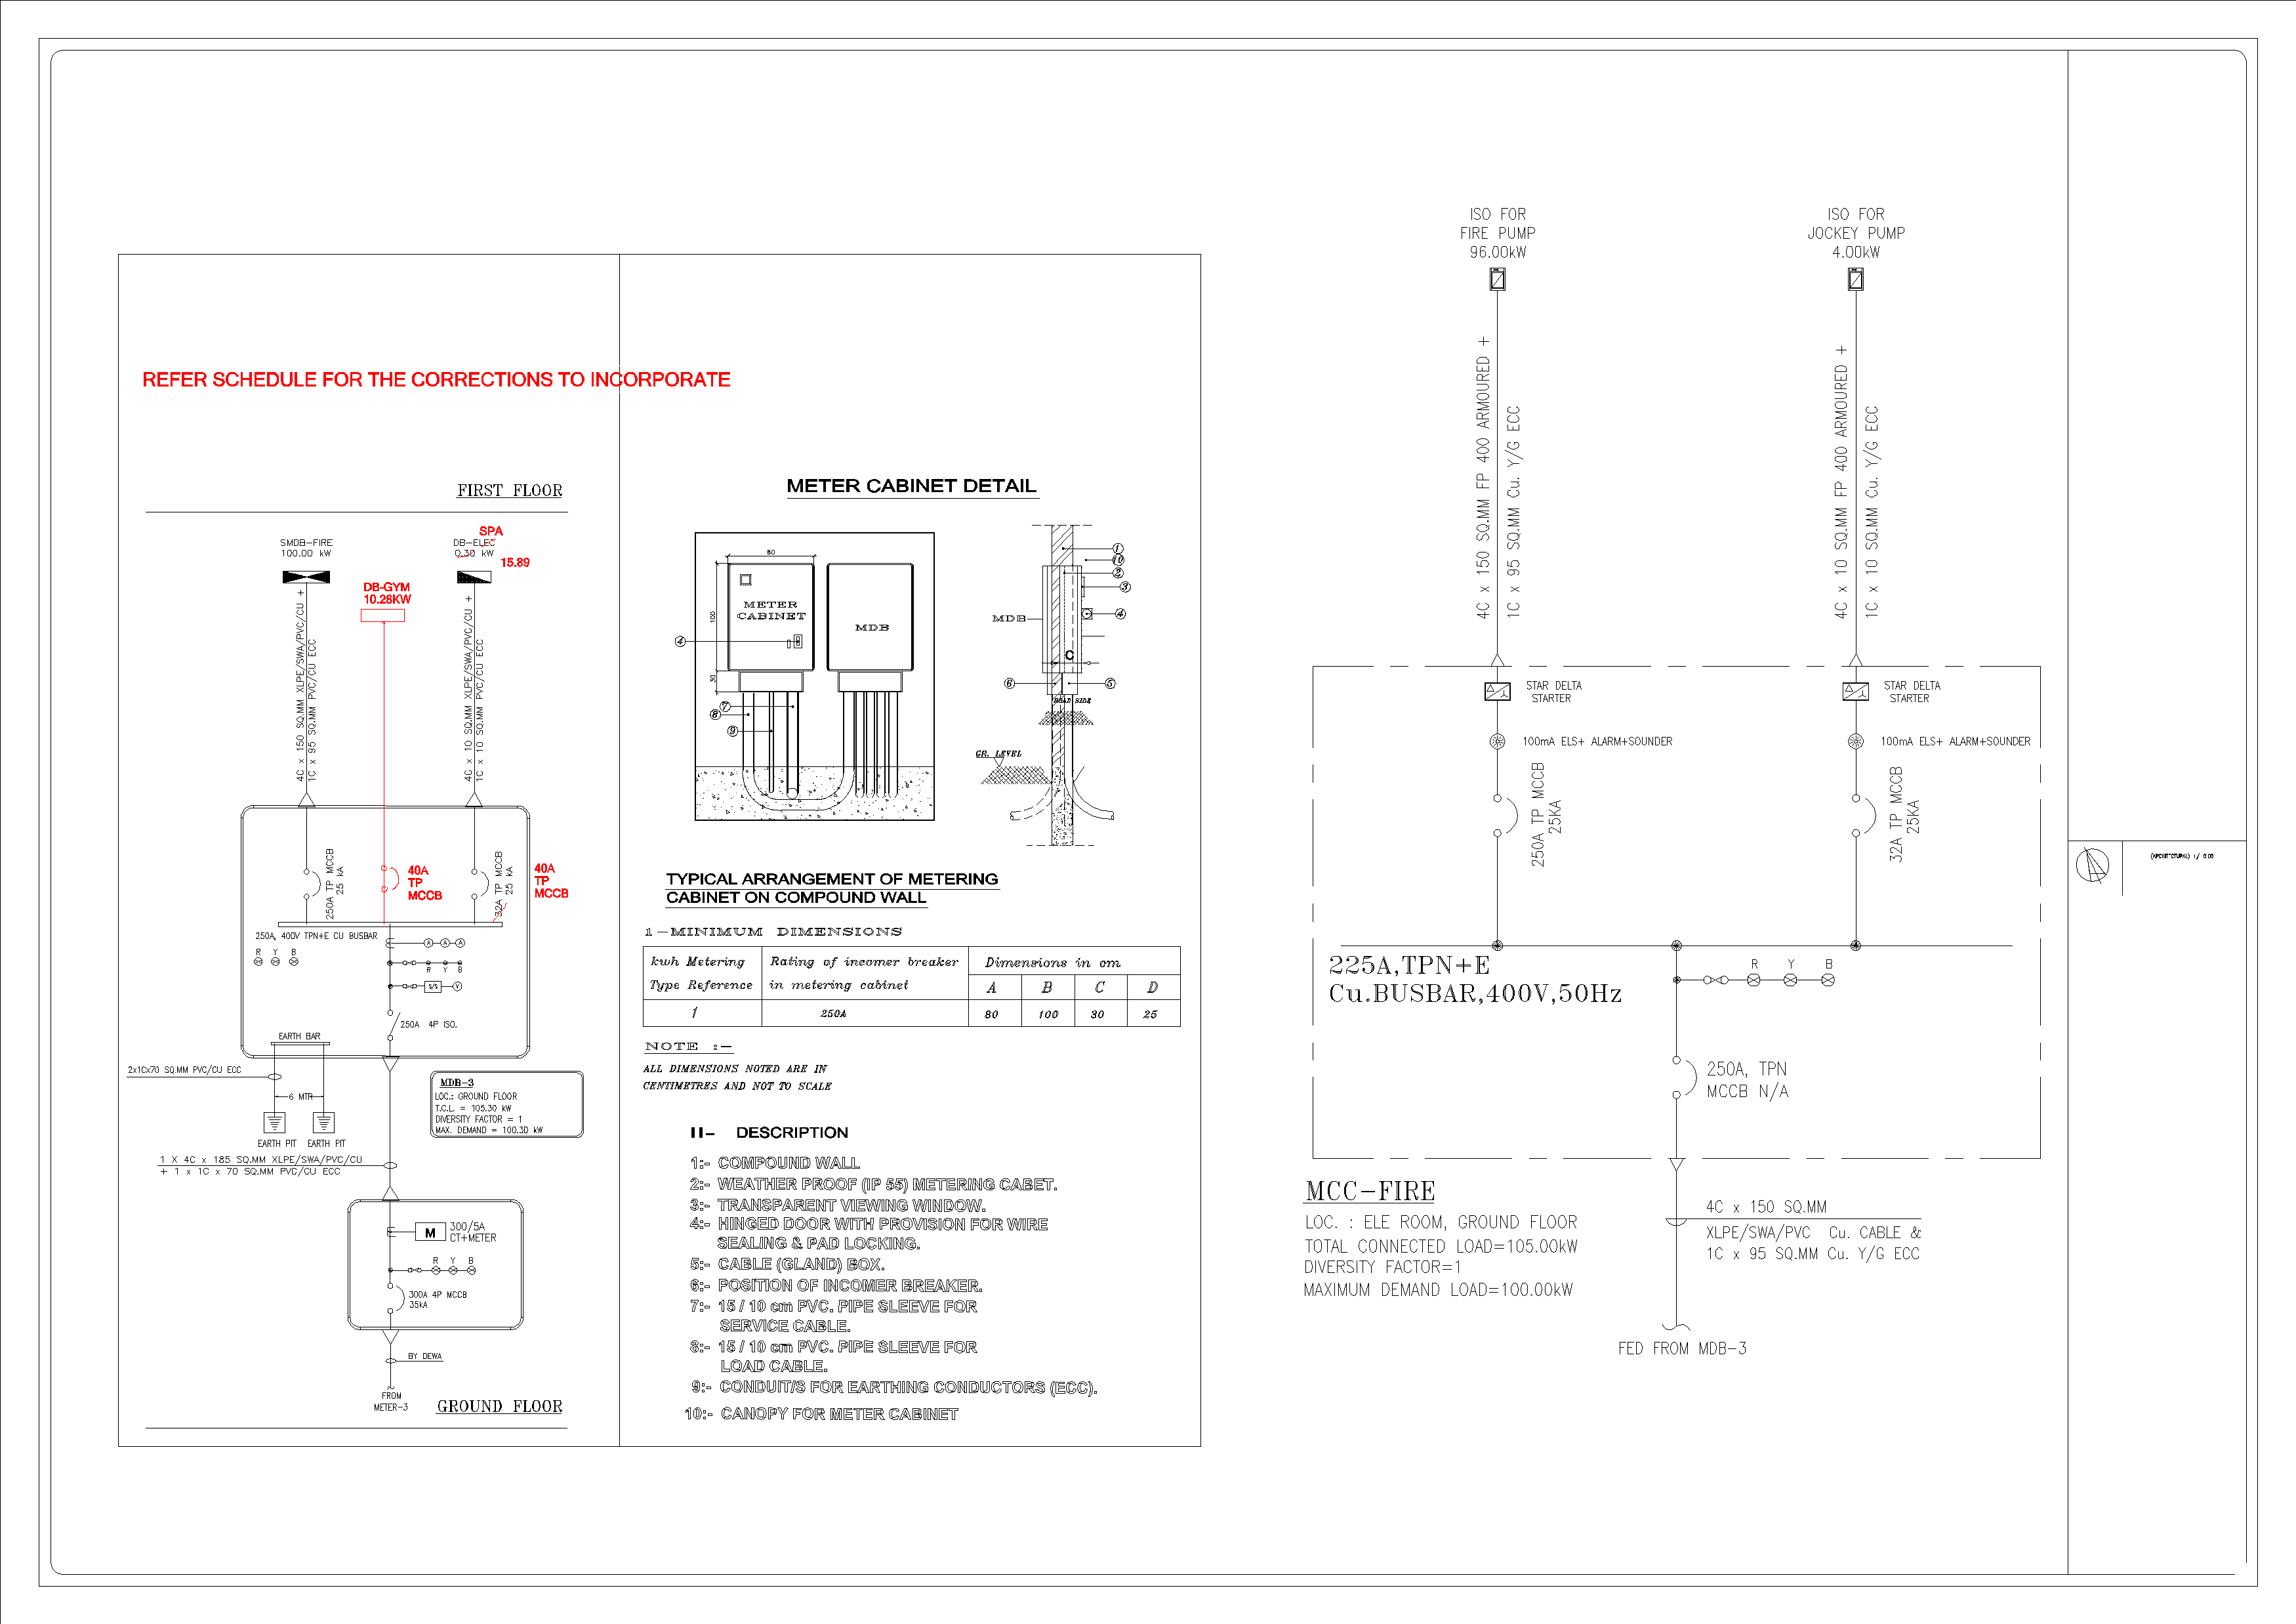 REFER SCHEDULE FOR THE CORRECTIONS TO INCORPORATE
FIRST FLOOR
SMDB-FIRE
100.00 kW
SPA
DB-ELEC
0.30 kW
15.89
DB-GYM
10.28KW
4C x 150 SQ.MM XLPE/SWA/PVC/CU +
1C x 95 SQ.MM PVC/CU ECC
4C x 10 SQ.MM XLPE/SWA/PVC/CU +
1C x 10 SQ.MM PVC/CU ECC
250A TP MCCB
25 kA
40A
TP
MCCB
32A TP MCCB
25 kA
40A
TP
MCCB
250A, 400V TPN+E CU BUSBAR
R Y B
A A A
R Y B
S/S V
250A 4P ISO.
EARTH BAR
2x1Cx70 SQ.MM PVC/CU ECC
6 MTR
EARTH PIT EARTH PIT
MDB-3
LOC.: GROUND FLOOR
T.C.L. = 105.30 kW
DIVERSITY FACTOR = 1
MAX. DEMAND = 100.30 kW
1 X 4C x 185 SQ.MM XLPE/SWA/PVC/CU
+ 1 x 1C x 70 SQ.MM PVC/CU ECC
M
300/5A
CT+METER
R Y B
300A 4P MCCB
35kA
BY DEWA
FROM
METER-3
GROUND FLOOR
METER CABINET DETAIL
80
100
30
METER
CABINET
MDB
4
7
8
9
1
10
2
3
4
MDB
C
6
5
ROAD SIDE
GR. LEVEL
TYPICAL ARRANGEMENT OF METERING
CABINET ON COMPOUND WALL
1-MINIMUM DIMENSIONS
kwh Metering
Type Reference
Rating of incomer breaker
in metering cabinet
Dimensions in cm
A B C D
1 250A 80 100 30 25
NOTE :-
ALL DIMENSIONS NOTED ARE IN
CENTIMETRES AND NOT TO SCALE
II- DESCRIPTION
1:- COMPOUND WALL
2:- WEATHER PROOF (IP 55) METERING CABET.
3:- TRANSPARENT VIEWING WINDOW.
4:- HINGED DOOR WITH PROVISION FOR WIRE
SEALING & PAD LOCKING.
5:- CABLE (GLAND) BOX.
6:- POSITION OF INCOMER BREAKER.
7:- 15 / 10 cm PVC. PIPE SLEEVE FOR
SERVICE CABLE.
8:- 15 / 10 cm PVC. PIPE SLEEVE FOR
LOAD CABLE.
9:- CONDUIT/S FOR EARTHING CONDUCTORS (ECC).
10:- CANOPY FOR METER CABINET
ISO FOR
FIRE PUMP
96.00kW
ISO FOR
JOCKEY PUMP
4.00kW
4C x 150 SQ.MM FP 400 ARMOURED +
1C x 95 SQ.MM Cu. Y/G ECC
4C x 10 SQ.MM FP 400 ARMOURED +
1C x 10 SQ.MM Cu. Y/G ECC
STAR DELTA
STARTER
STAR DELTA
STARTER
100mA ELS+ ALARM+SOUNDER
100mA ELS+ ALARM+SOUNDER
250A TP MCCB
25KA
32A TP MCCB
25KA
225A,TPN+E
Cu.BUSBAR,400V,50Hz
R Y B
250A, TPN
MCCB N/A
MCC-FIRE
LOC. : ELE ROOM, GROUND FLOOR
TOTAL CONNECTED LOAD=105.00kW
DIVERSITY FACTOR=1
MAXIMUM DEMAND LOAD=100.00kW
4C x 150 SQ.MM
XLPE/SWA/PVC Cu. CABLE &
1C x 95 SQ.MM Cu. Y/G ECC
FED FROM MDB-3